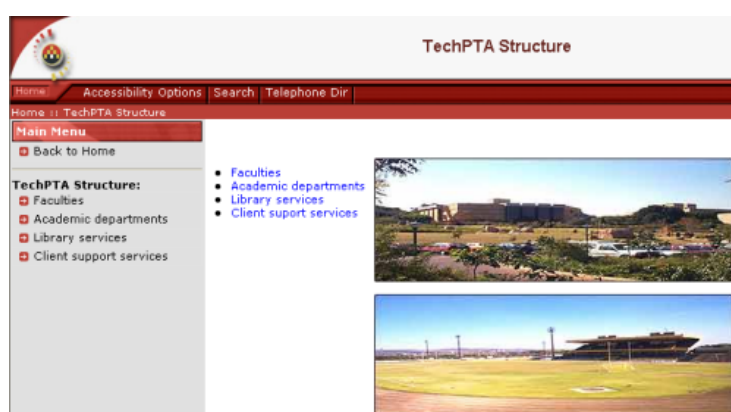 TechPTA Structure
Home Accessibility Options Search Telephone Dir
Home :: TechPTA Structure
Main Menu
Back to Home
TechPTA Structure:
Faculties
Academic departments
Library services
Client support services
Faculties
Academic departments
Library services
Client suport services